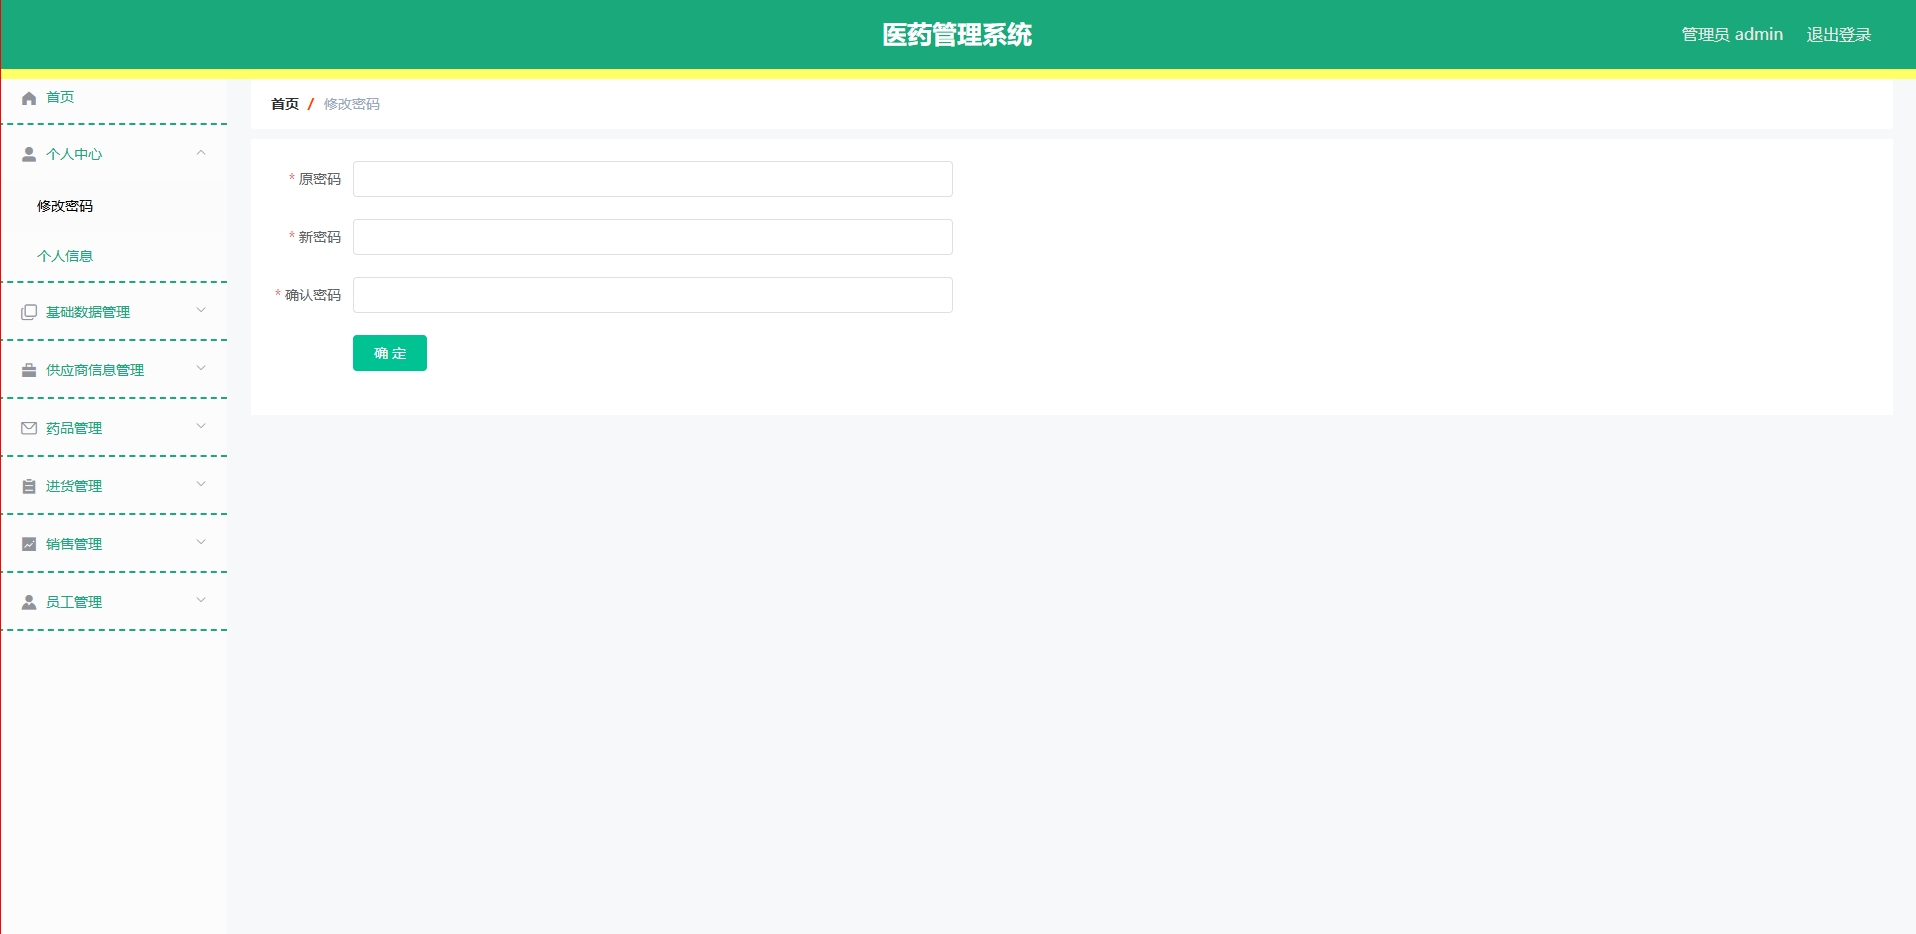 医药管理系统
管理员 admin 退出登录
首页
个人中心
修改密码
个人信息
基础数据管理
供应商信息管理
药品管理
进货管理
销售管理
员工管理
首页 / 修改密码
* 原密码
* 新密码
* 确认密码
确 定